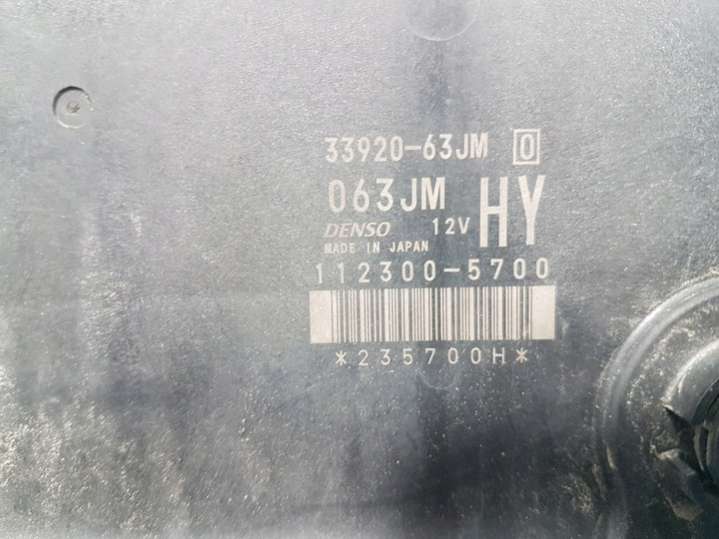 33920-63JM 0
063JM HY
DENSO 12V
MADE IN JAPAN
112300-5700
*235700H*